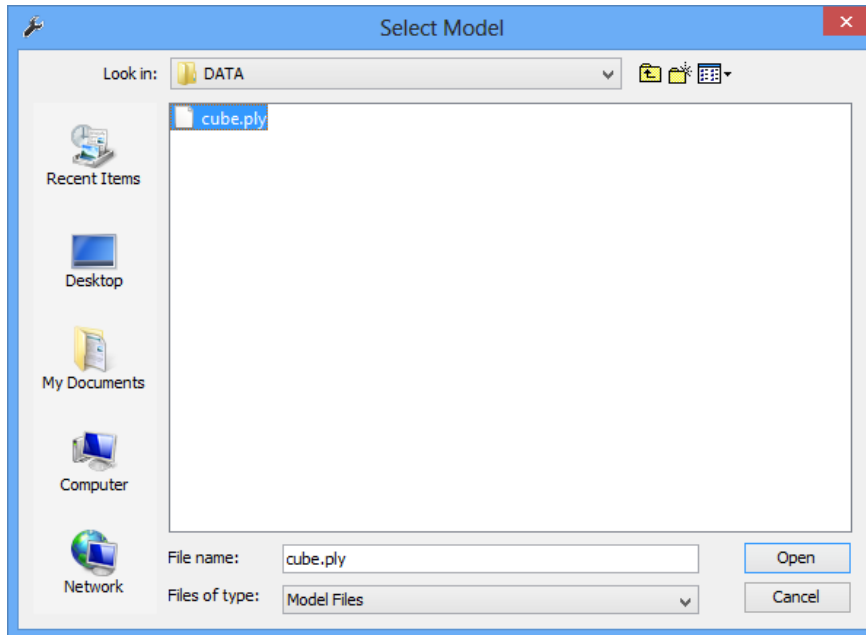 Select Model
Look in: DATA
cube.ply
Recent Items
Desktop
My Documents
Computer
Network
File name: cube.ply Open
Files of type: Model Files Cancel